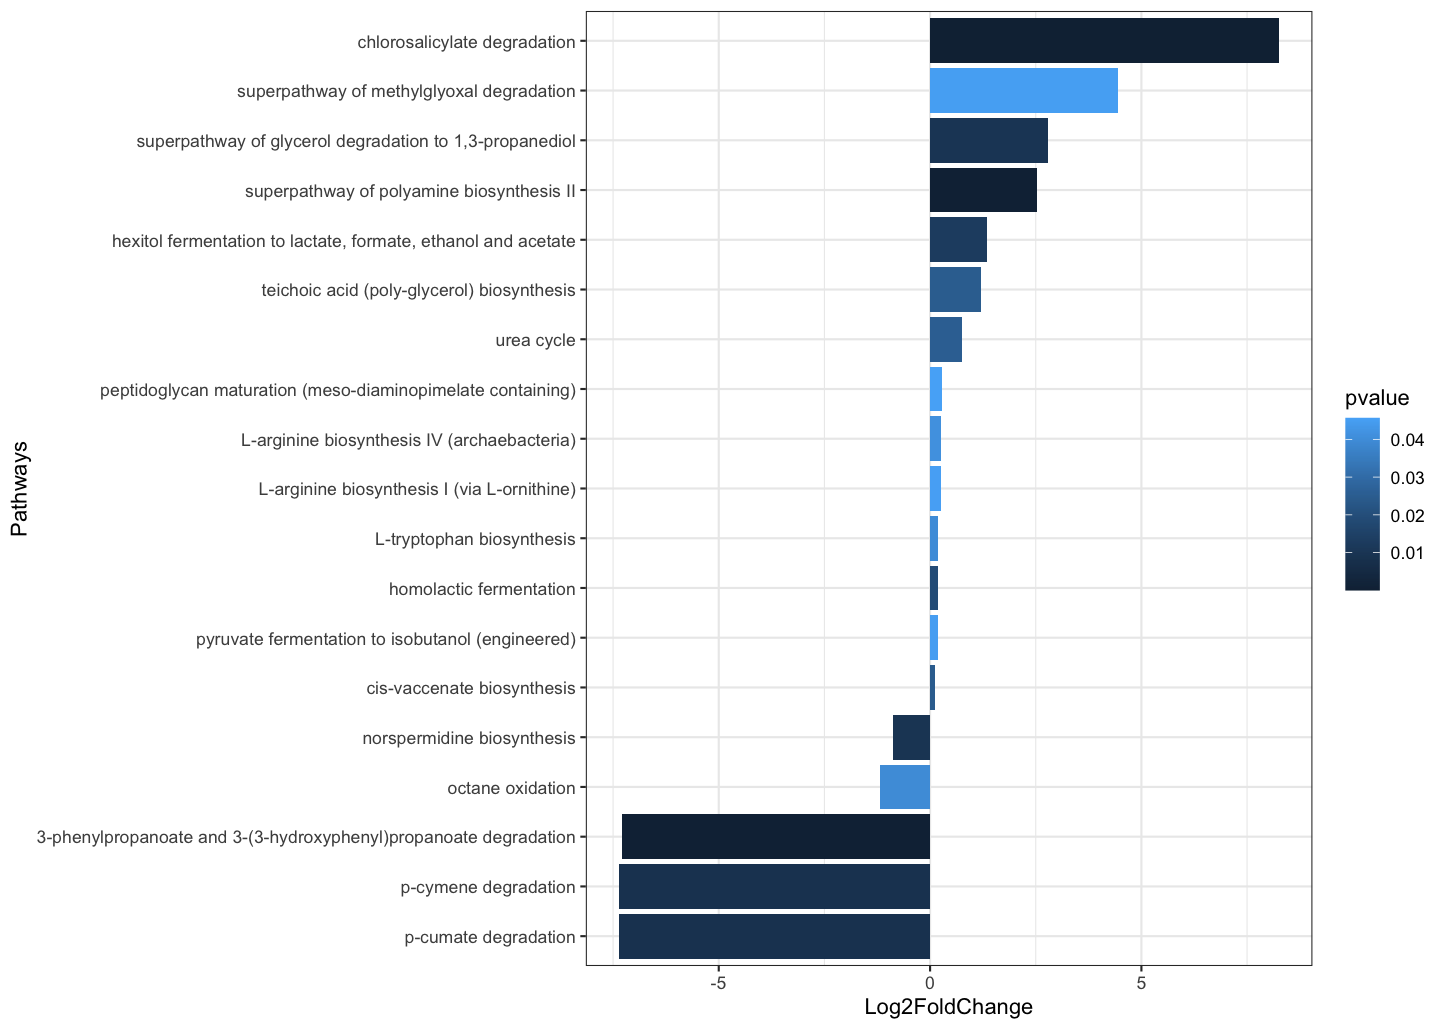 chlorosalicylate degradation
superpathway of methylglyoxal degradation
superpathway of glycerol degradation to 1,3-propanediol
superpathway of polyamine biosynthesis II
hexitol fermentation to lactate, formate, ethanol and acetate
teichoic acid (poly-glycerol) biosynthesis
urea cycle
peptidoglycan maturation (meso-diaminopimelate containing)
L-arginine biosynthesis IV (archaebacteria)
L-arginine biosynthesis I (via L-ornithine)
L-tryptophan biosynthesis
homolactic fermentation
pyruvate fermentation to isobutanol (engineered)
cis-vaccenate biosynthesis
norspermidine biosynthesis
octane oxidation
3-phenylpropanoate and 3-(3-hydroxyphenyl)propanoate degradation
p-cymene degradation
p-cumate degradation
Pathways
-5
0
5
Log2FoldChange
pvalue
0.04
0.03
0.02
0.01